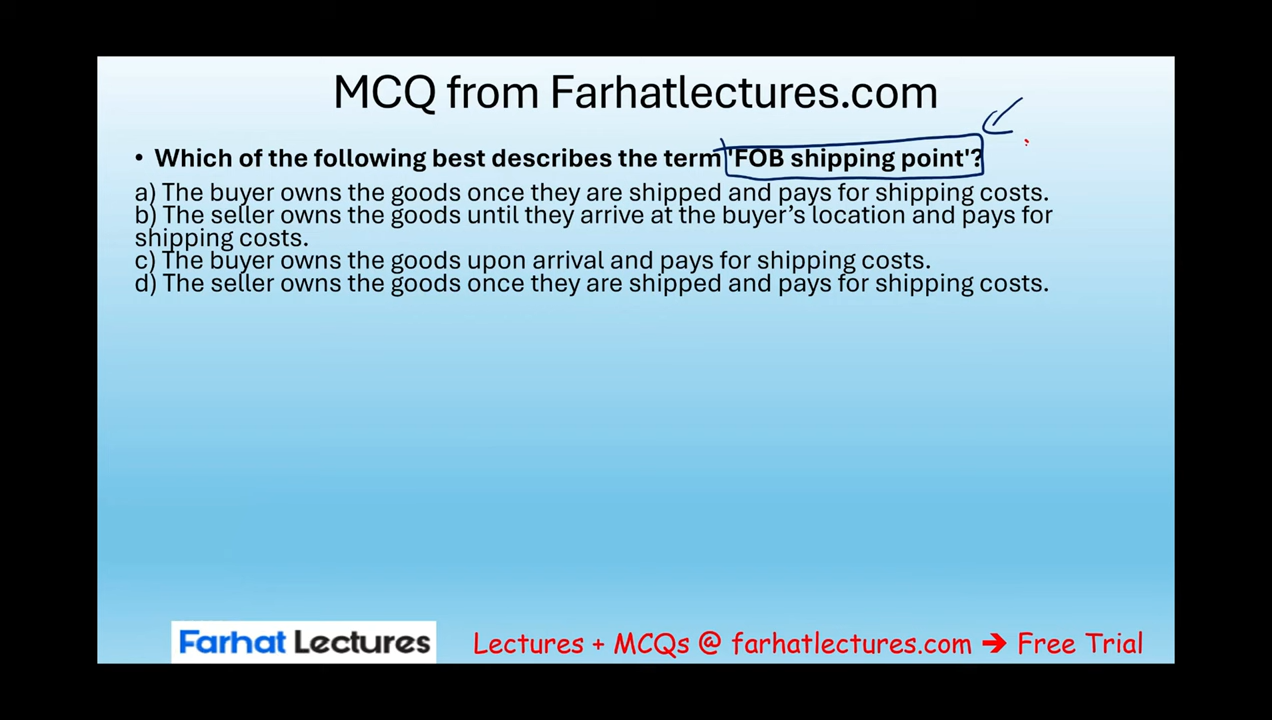 MCQ from Farhatlectures.com
• Which of the following best describes the term 'FOB shipping point'?
a) The buyer owns the goods once they are shipped and pays for shipping costs.
b) The seller owns the goods until they arrive at the buyer’s location and pays for
shipping costs.
c) The buyer owns the goods upon arrival and pays for shipping costs.
d) The seller owns the goods once they are shipped and pays for shipping costs.
Farhat Lectures
Lectures + MCQs @ farhatlectures.com → Free Trial